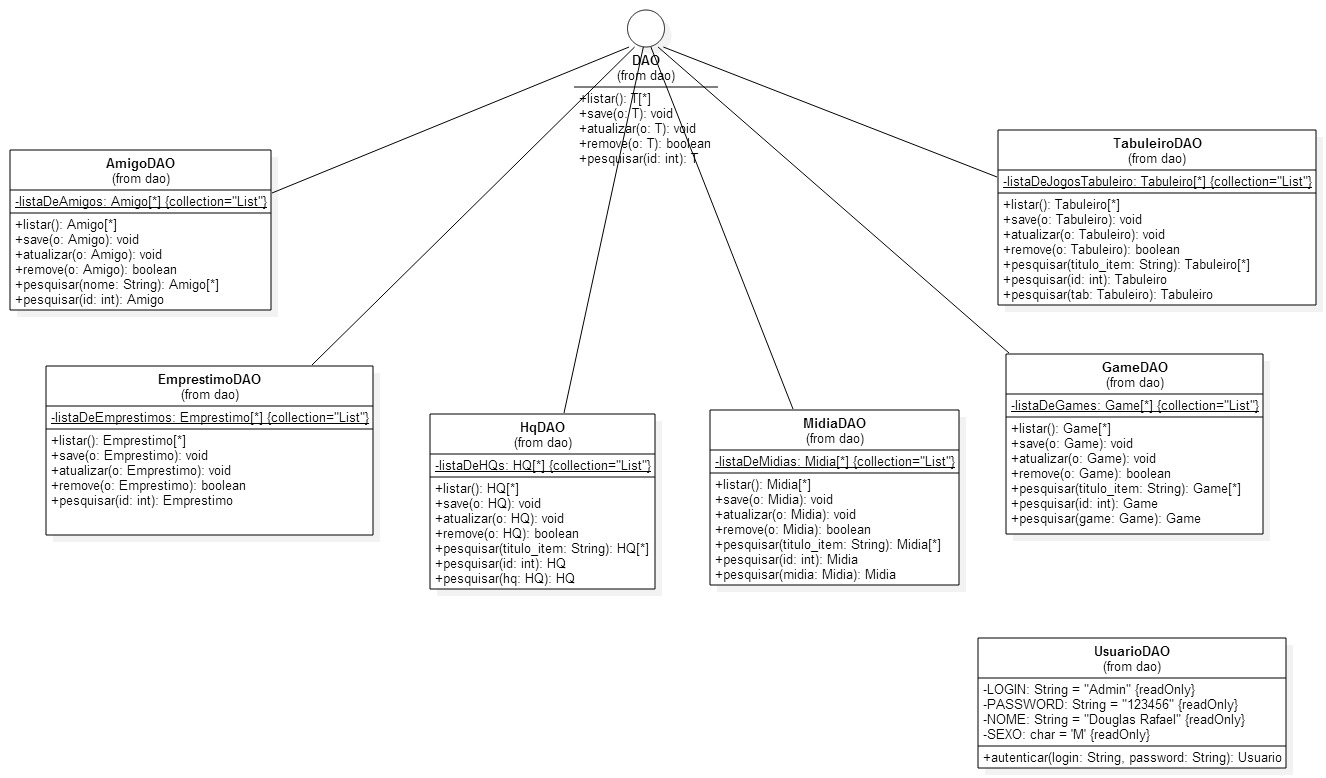 DAO
(from dao)
+listar(): T[*]
+save(o: T): void
+atualizar(o: T): void
+remove(o: T): boolean
+pesquisar(id: int): T
AmigoDAO
(from dao)
-listaDeAmigos: Amigo[*] {collection="List"}
+listar(): Amigo[*]
+save(o: Amigo): void
+atualizar(o: Amigo): void
+remove(o: Amigo): boolean
+pesquisar(nome: String): Amigo[*]
+pesquisar(id: int): Amigo
TabuleiroDAO
(from dao)
-listaDeJogosTabuleiro: Tabuleiro[*] {collection="List"}
+listar(): Tabuleiro[*]
+save(o: Tabuleiro): void
+atualizar(o: Tabuleiro): void
+remove(o: Tabuleiro): boolean
+pesquisar(titulo_item: String): Tabuleiro[*]
+pesquisar(id: int): Tabuleiro
+pesquisar(tab: Tabuleiro): Tabuleiro
EmprestimoDAO
(from dao)
-listaDeEmprestimos: Emprestimo[*] {collection="List"}
+listar(): Emprestimo[*]
+save(o: Emprestimo): void
+atualizar(o: Emprestimo): void
+remove(o: Emprestimo): boolean
+pesquisar(id: int): Emprestimo
HqDAO
(from dao)
-listaDeHQs: HQ[*] {collection="List"}
+listar(): HQ[*]
+save(o: HQ): void
+atualizar(o: HQ): void
+remove(o: HQ): boolean
+pesquisar(titulo_item: String): HQ[*]
+pesquisar(id: int): HQ
+pesquisar(hq: HQ): HQ
MidiaDAO
(from dao)
-listaDeMidias: Midia[*] {collection="List"}
+listar(): Midia[*]
+save(o: Midia): void
+atualizar(o: Midia): void
+remove(o: Midia): boolean
+pesquisar(titulo_item: String): Midia[*]
+pesquisar(id: int): Midia
+pesquisar(midia: Midia): Midia
GameDAO
(from dao)
-listaDeGames: Game[*] {collection="List"}
+listar(): Game[*]
+save(o: Game): void
+atualizar(o: Game): void
+remove(o: Game): boolean
+pesquisar(titulo_item: String): Game[*]
+pesquisar(id: int): Game
+pesquisar(game: Game): Game
UsuarioDAO
(from dao)
-LOGIN: String = "Admin" {readOnly}
-PASSWORD: String = "123456" {readOnly}
-NOME: String = "Douglas Rafael" {readOnly}
-SEXO: char = 'M' {readOnly}
+autenticar(login: String, password: String): Usuario